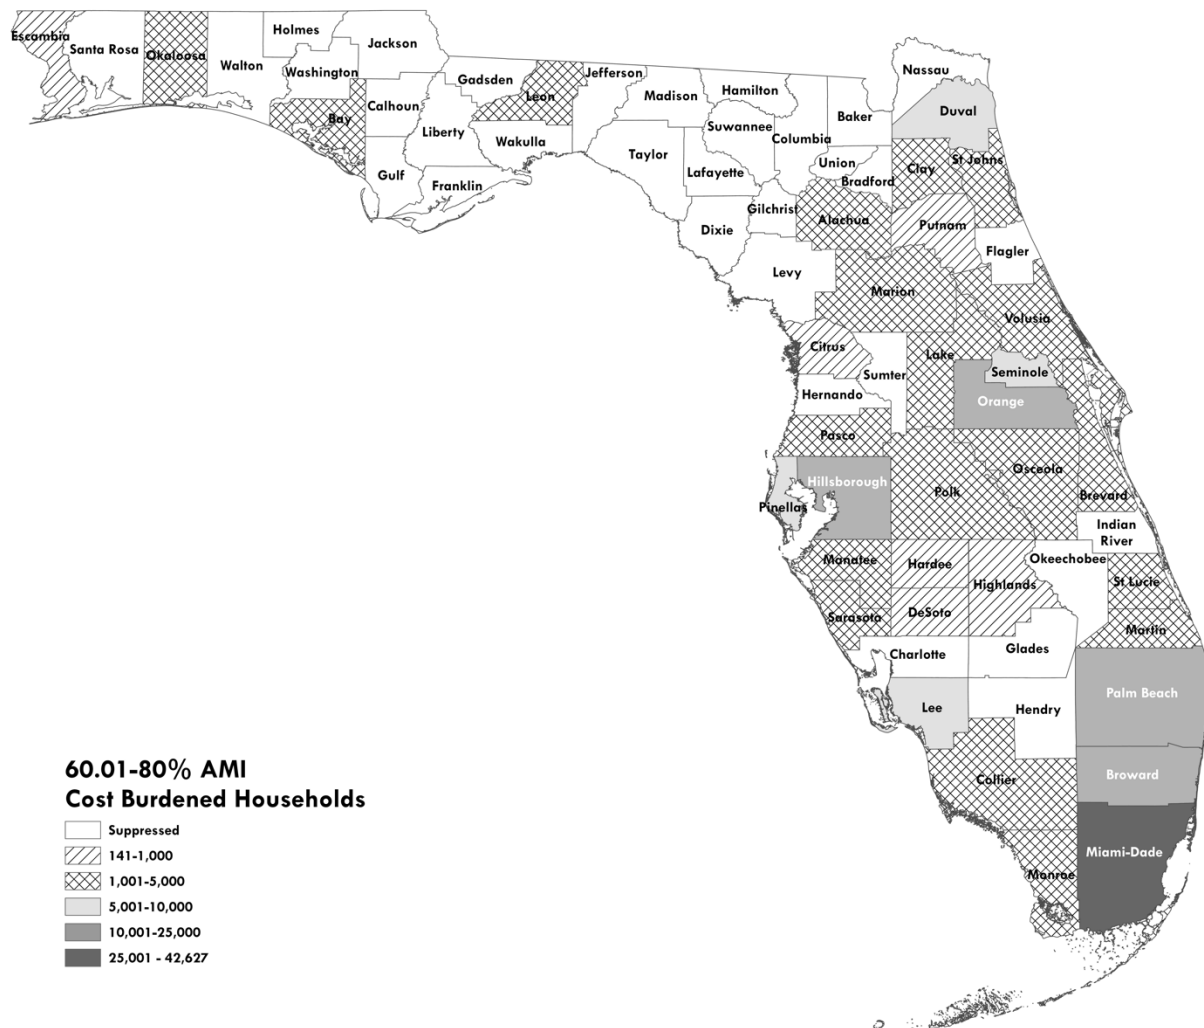 Holmes
Jackson
Escambia
Santa Rosa
Okaloosa
Walton
Washington
Gadsden
Jefferson
Nassau
Leon
Madison
Hamilton
Calhoun
Bay
Liberty
Wakulla
Suwannee
Columbia
Baker
Duval
Taylor
Lafayette
Union
Bradford
Clay
St Johns
Gulf
Franklin
Gilchrist
Alachua
Putnam
Dixie
Flagler
Levy
Marion
Volusia
Citrus
Sumter
Lake
Seminole
Hernando
Orange
Pasco
Osceola
Hillsborough
Polk
Brevard
Pinellas
Indian
River
Manatee
Hardee
Okeechobee
Highlands
St Lucie
Sarasota
DeSoto
Martin
Charlotte
Glades
Palm Beach
Lee
Hendry
Broward
Collier
Miami-Dade
Monroe
60.01-80% AMI
Cost Burdened Households
Suppressed
141-1,000
1,001-5,000
5,001-10,000
10,001-25,000
25,001 - 42,627